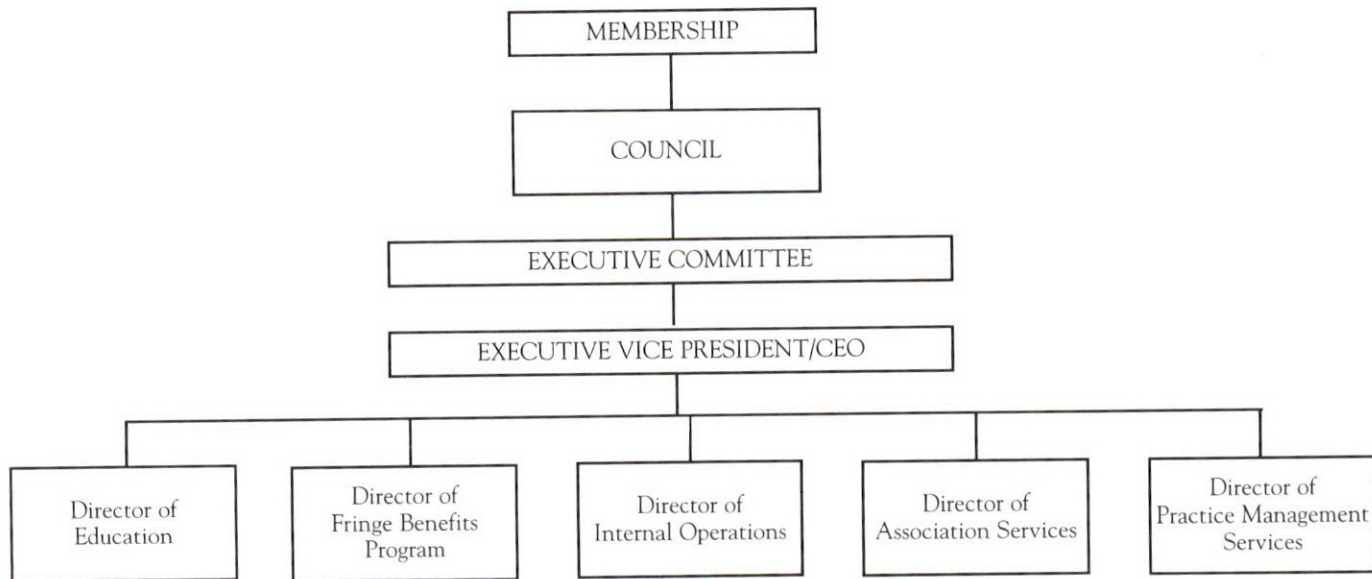 MEMBERSHIP
COUNCIL
EXECUTIVE COMMITTEE
EXECUTIVE VICE PRESIDENT/CEO
Director of
Education
Director of
Fringe Benefits
Program
Director of
Internal Operations
Director of
Association Services
Director of
Practice Management
Services